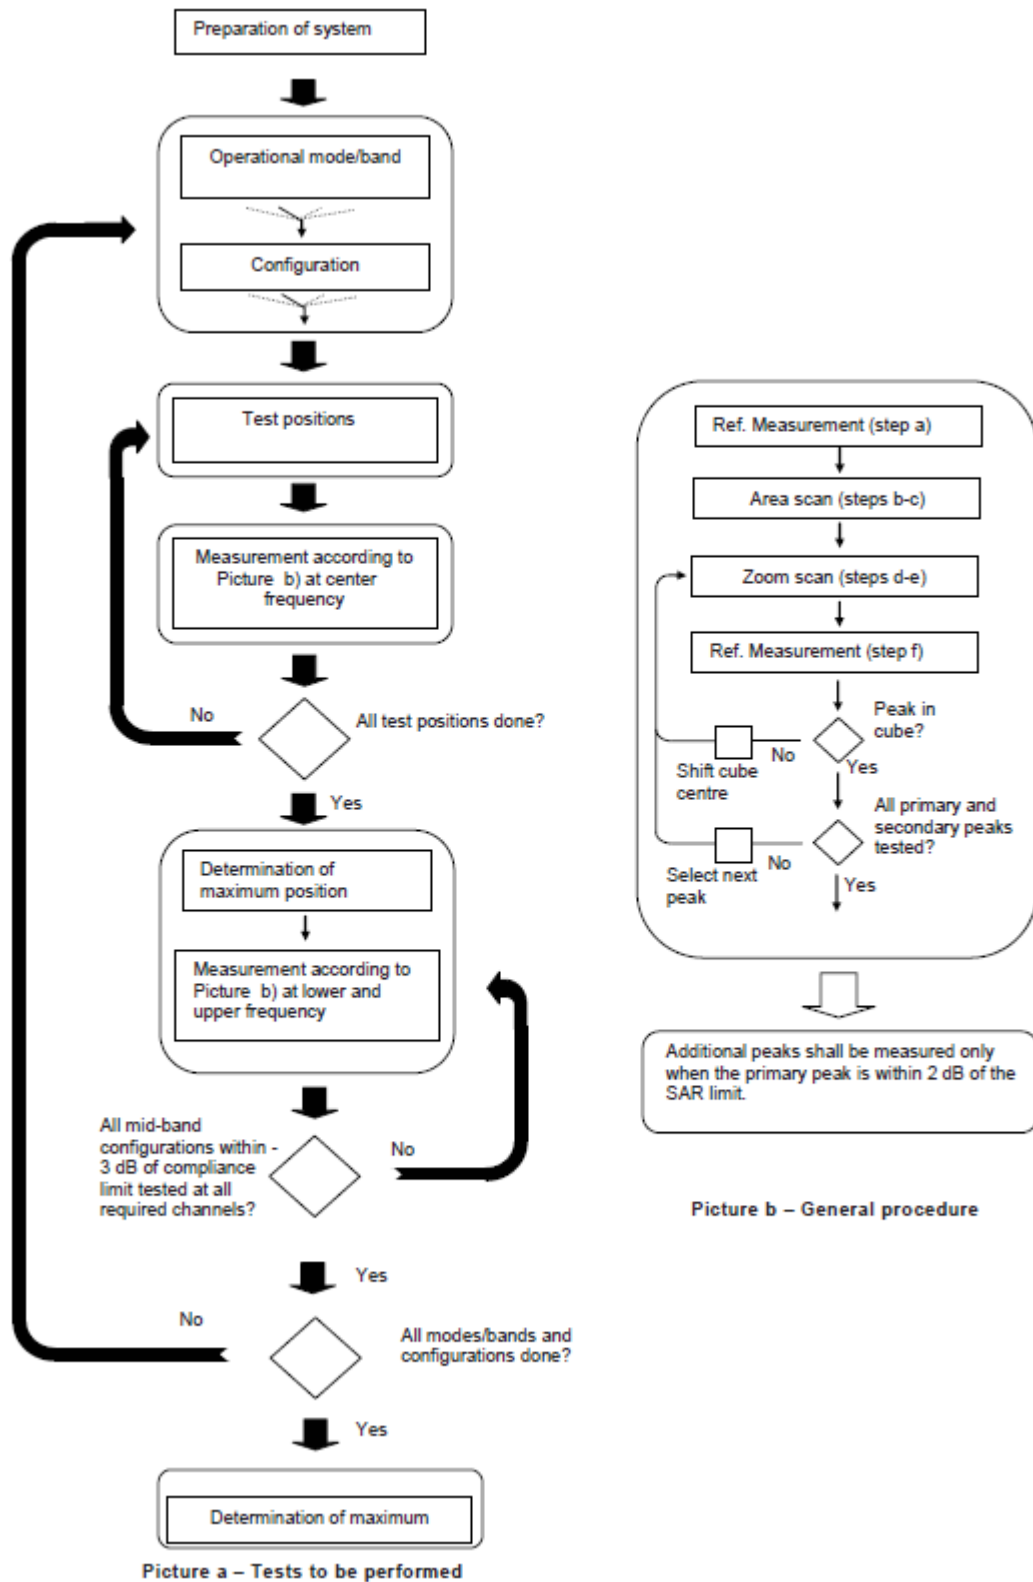 Preparation of system
Operational mode/band
Configuration
Test positions
Measurement according to
Picture b) at center
frequency
No
All test positions done?
Yes
Determination of
maximum position
Measurement according to
Picture b) at lower and
upper frequency
All mid-band
configurations within -
3 dB of compliance
limit tested at all
required channels?
No
Yes
No
All modes/bands and
configurations done?
Yes
Determination of maximum
Picture a – Tests to be performed
Ref. Measurement (step a)
Area scan (steps b-c)
Zoom scan (steps d-e)
Ref. Measurement (step f)
Peak in
cube?
No
Yes
Shift cube
centre
All primary and
secondary peaks
tested?
No
Select next
peak
Yes
Additional peaks shall be measured only
when the primary peak is within 2 dB of the
SAR limit.
Picture b – General procedure